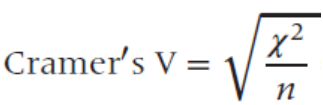 Cramer's V = √(χ²/n)